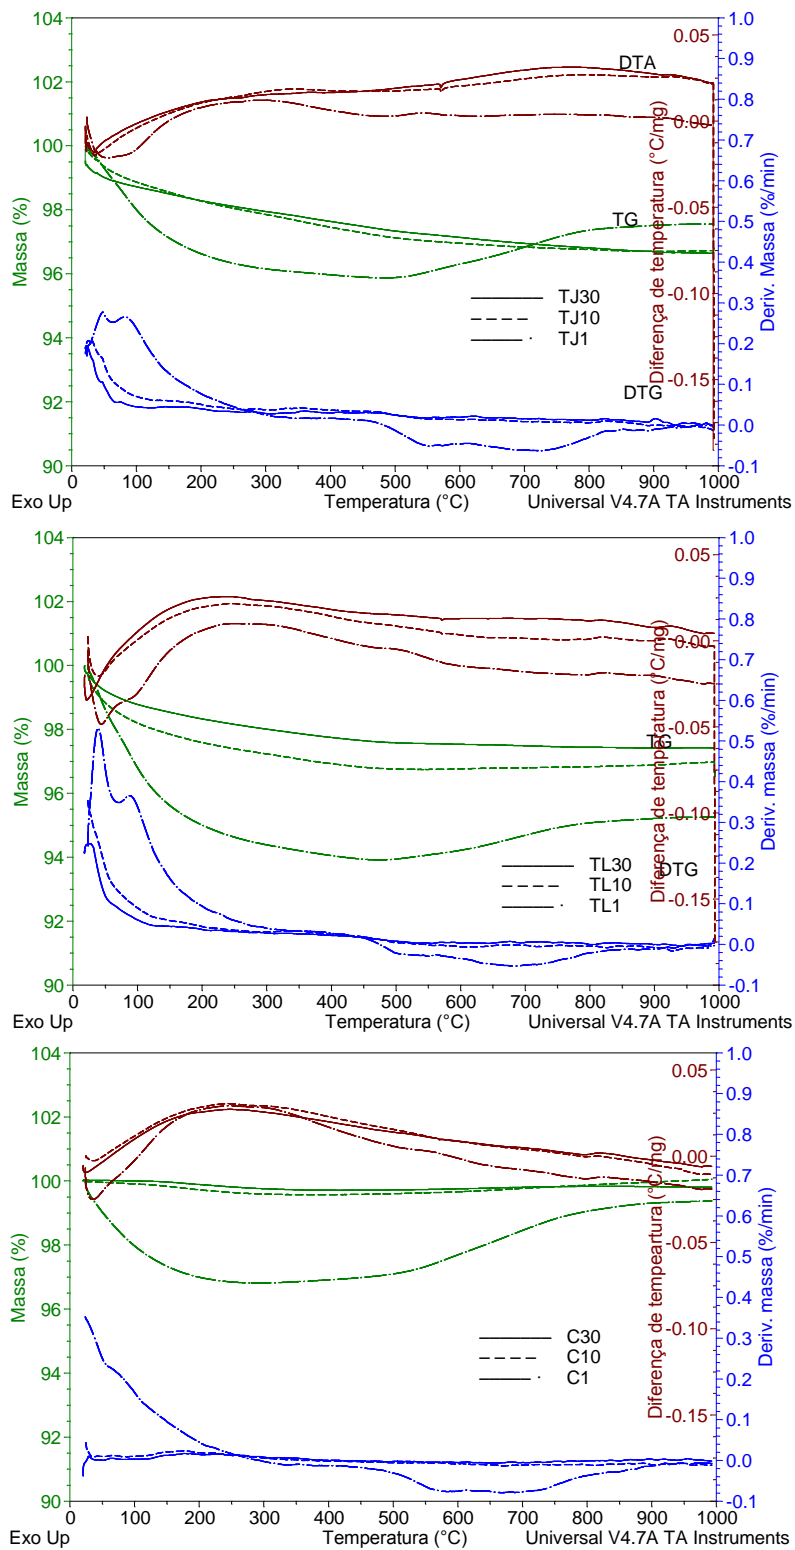 104
102
100
98
96
94
92
90
Massa (%)
DTA
TG
DTG
TJ30
TJ10
TJ1
0.05
0.00
-0.05
-0.10
-0.15
Diferença de temperatura (°C/mg)
1.0
0.9
0.8
0.7
0.6
0.5
0.4
0.3
0.2
0.1
0.0
-0.1
Deriv. Massa (%/min)
0 100 200 300 400 500 600 700 800 900 1000
Exo Up Temperatura (°C) Universal V4.7A TA Instruments
104
102
100
98
96
94
92
90
Massa (%)
TG
DTG
TL30
TL10
TL1
0.05
0.00
-0.05
-0.10
-0.15
Diferença de temperatura (°C/mg)
1.0
0.9
0.8
0.7
0.6
0.5
0.4
0.3
0.2
0.1
0.0
-0.1
Deriv. massa (%/min)
0 100 200 300 400 500 600 700 800 900 1000
Exo Up Temperatura (°C) Universal V4.7A TA Instruments
104
102
100
98
96
94
92
90
Massa (%)
C30
C10
C1
0.05
0.00
-0.05
-0.10
-0.15
Diferença de tempeartura (°C/mg)
1.0
0.9
0.8
0.7
0.6
0.5
0.4
0.3
0.2
0.1
0.0
-0.1
Deriv. massa (%/min)
0 100 200 300 400 500 600 700 800 900 1000
Exo Up Temperatura (°C) Universal V4.7A TA Instruments